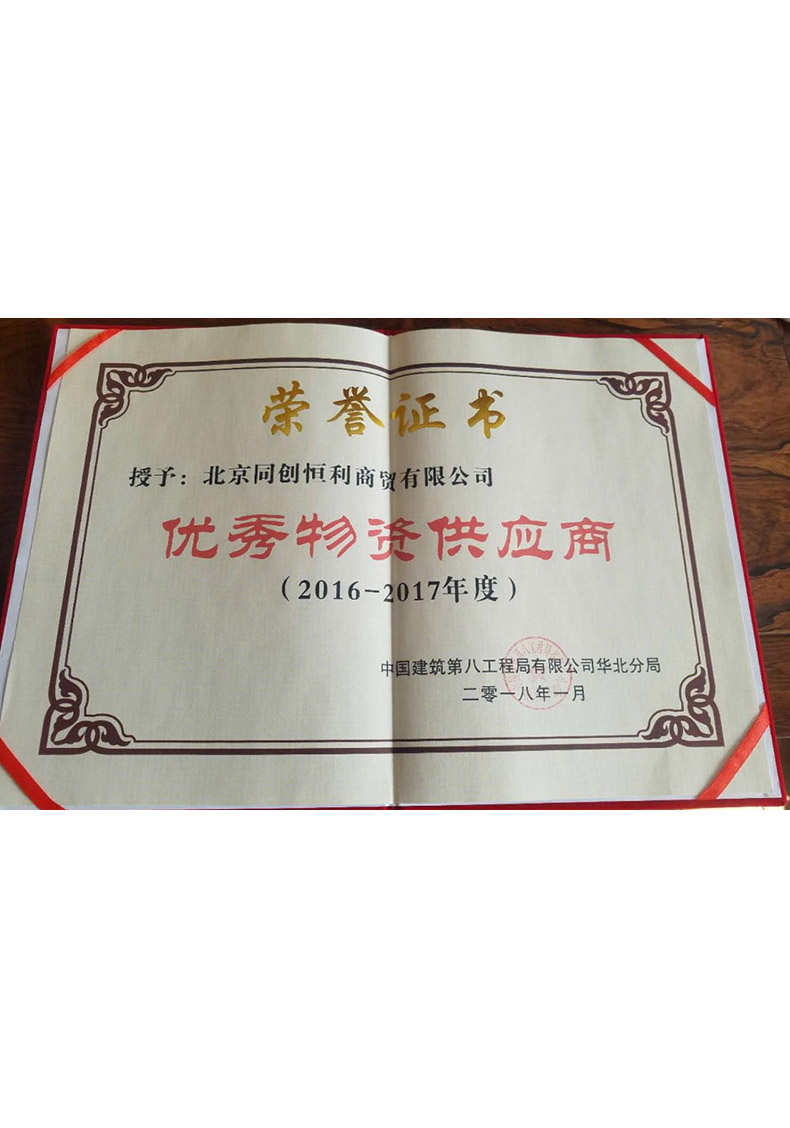 荣誉证书
授予：北京同创恒利商贸有限公司
优秀物资供应商
（2016-2017年度）
中国建筑第八工程局有限公司华北分局
二零一八年一月